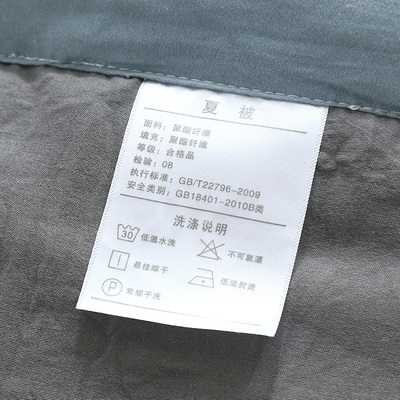 夏 被
面料: 聚酯纤维
填充: 聚酯纤维
等级: 合格品
检验: 08
执行标准: GB/T22796-2009
安全类别: GB18401-2010B类
洗涤说明
30 低温水洗 不可氯漂
悬挂晾干 低温熨烫
P 常规干洗